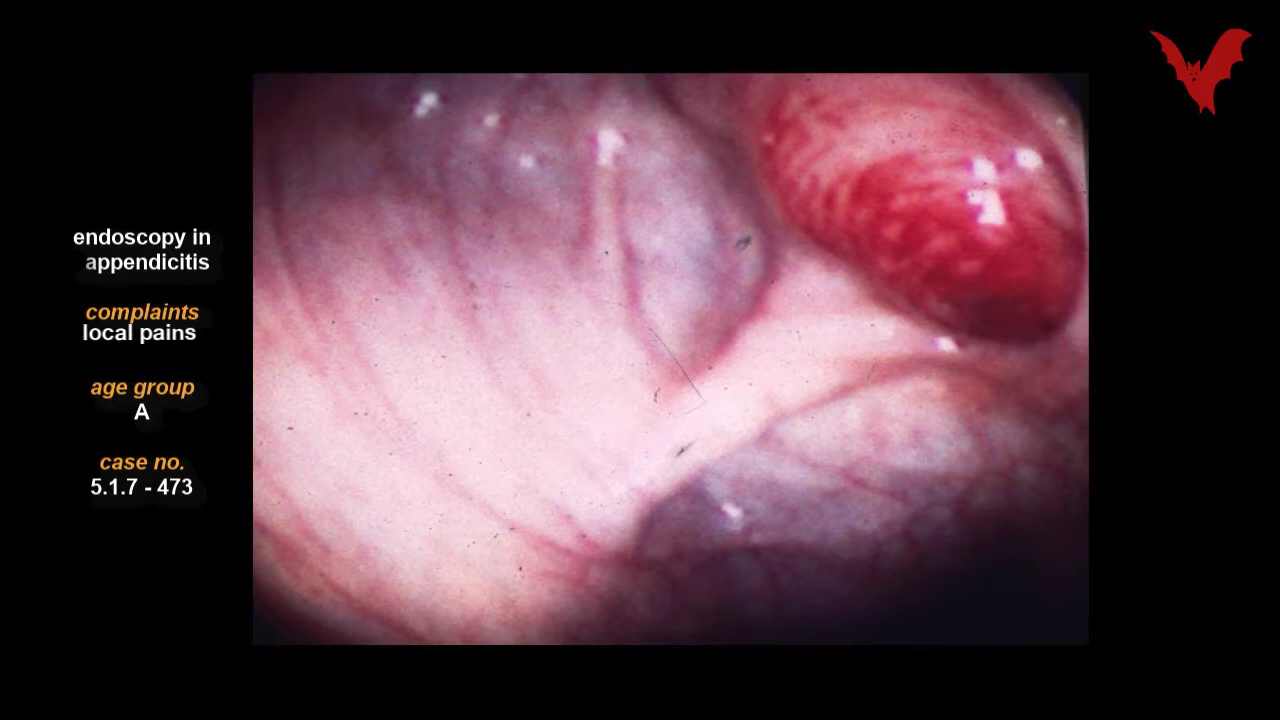 endoscopy in
appendicitis
complaints
local pains
age group
A
case no.
5.1.7 - 473